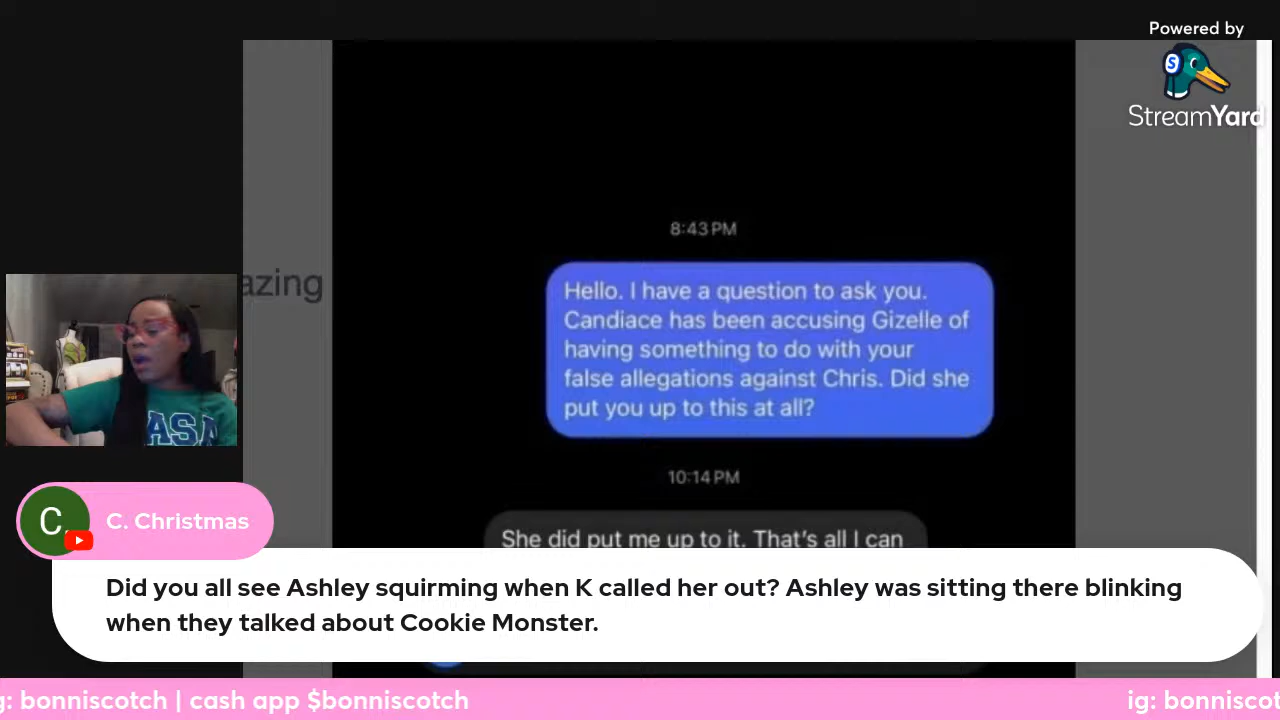 Powered by
StreamYard
8:43 PM
Hello. I have a question to ask you.
Candiace has been accusing Gizelle of
having something to do with your
false allegations against Chris. Did she
put you up to this at all?
azing
ASA
10:14 PM
She did put me up to it. That's all I can
C
C. Christmas
Did you all see Ashley squirming when K called her out? Ashley was sitting there blinking
when they talked about Cookie Monster.
g: bonniscotch | cash app $bonniscotch
ig: bonniscot